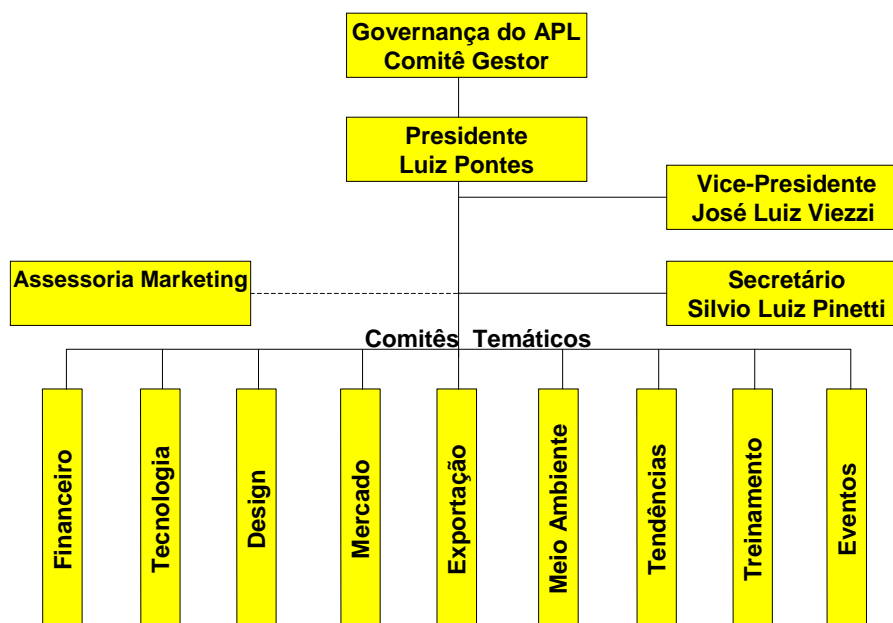 Governança do APL
Comitê Gestor
Presidente
Luiz Pontes
Vice-Presidente
José Luiz Viezzi
Assessoria Marketing
Secretário
Silvio Luiz Pinetti
Comitês Temáticos
Financeiro
Tecnologia
Design
Mercado
Exportação
Meio Ambiente
Tendências
Treinamento
Eventos